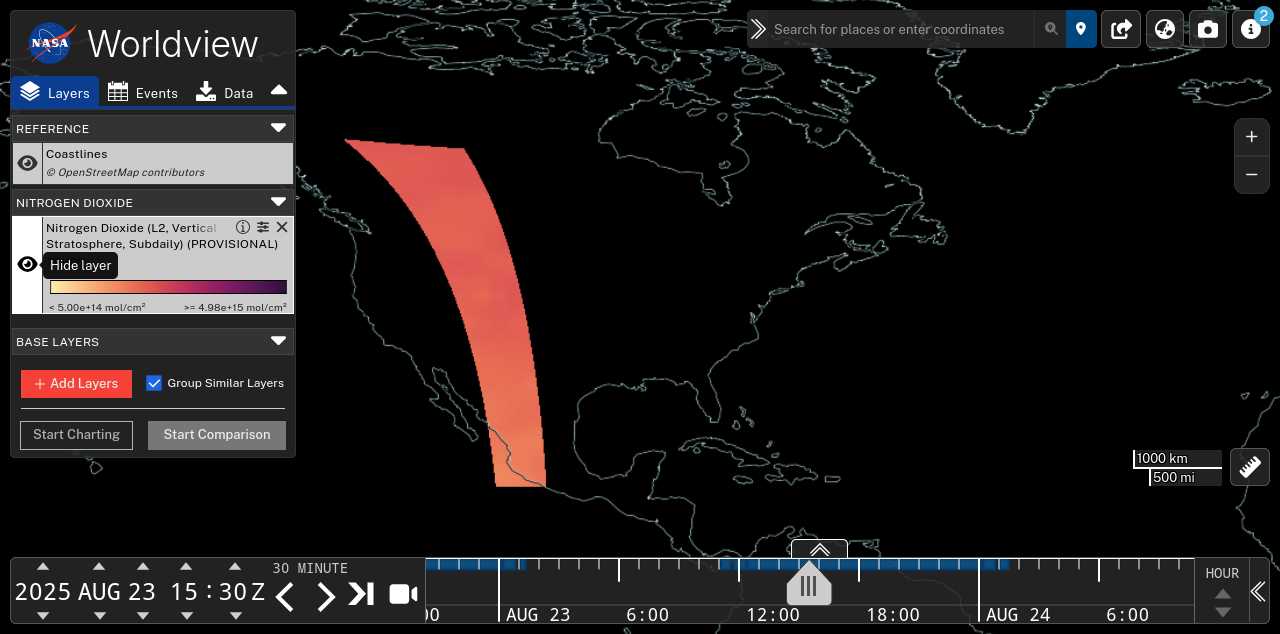 NASA
Worldview
Layers
Events
Data
REFERENCE
Coastlines
© OpenStreetMap contributors
NITROGEN DIOXIDE
Nitrogen Dioxide (L2, Vertical
Stratosphere, Subdaily) (PROVISIONAL)
Hide layer
< 5.00e+14 mol/cm²
>= 4.98e+15 mol/cm²
BASE LAYERS
+ Add Layers
Group Similar Layers
Start Charting
Start Comparison
Search for places or enter coordinates
2
+
−
1000 km
500 mi
2025 AUG 23 15 : 30 Z
30 MINUTE
00
AUG 23
6:00
12:00
18:00
AUG 24
6:00
HOUR